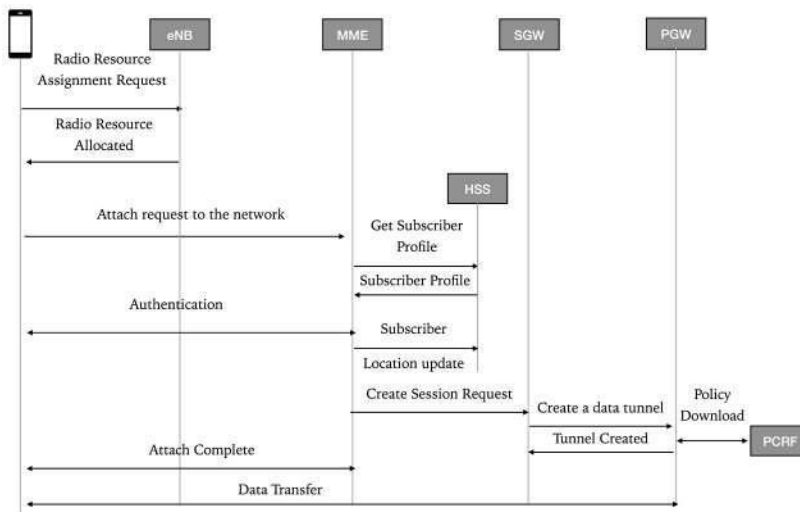 eNB
MME
SGW
PGW
Radio Resource
Assignment Request
Radio Resource
Allocated
HSS
Attach request to the network
Get Subscriber
Profile
Subscriber Profile
Authentication
Subscriber
Location update
Create Session Request
Create a data tunnel
Policy
Download
Tunnel Created
PCRF
Attach Complete
Data Transfer